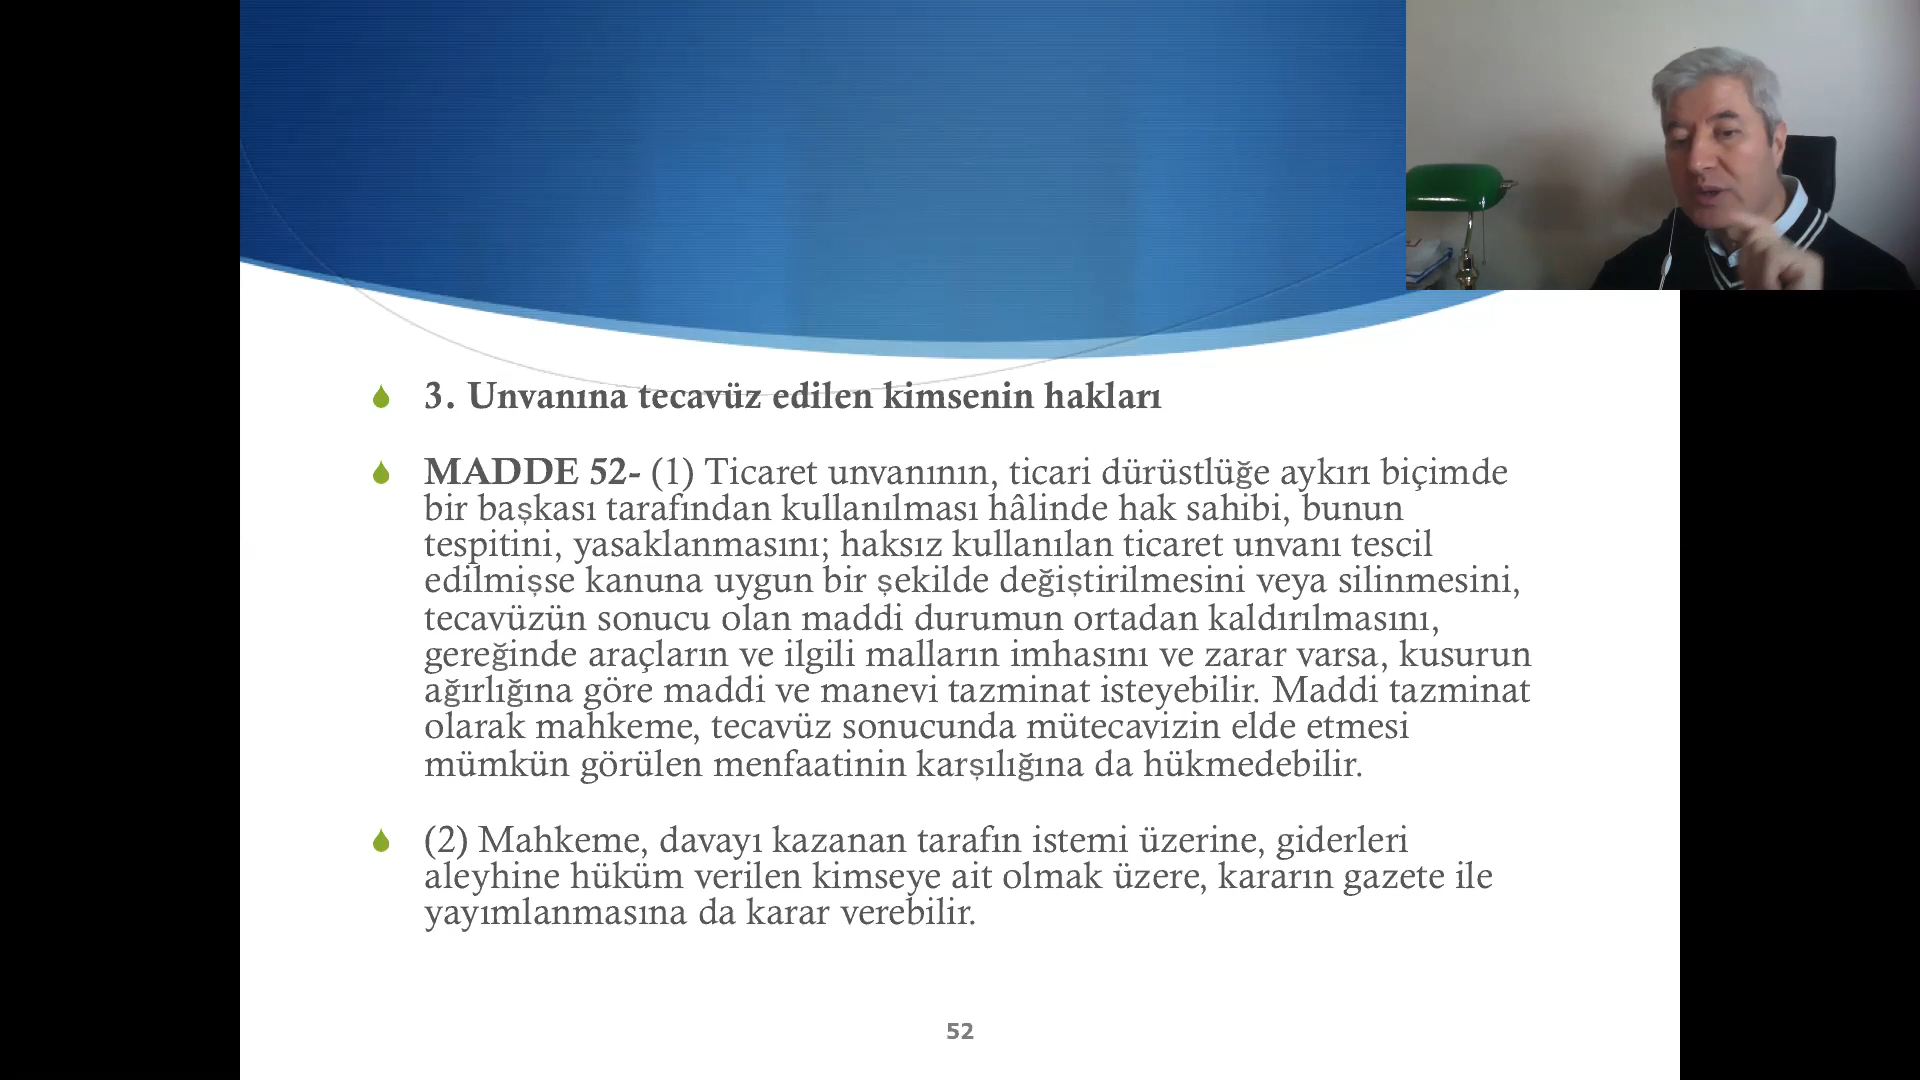 3. Unvanına tecavüz edilen kimsenin hakları
MADDE 52- (1) Ticaret unvanının, ticari dürüstlüğe aykırı biçimde
bir başkası tarafından kullanılması hâlinde hak sahibi, bunun
tespitini, yasaklanmasını; haksız kullanılan ticaret unvanı tescil
edilmişse kanuna uygun bir şekilde değiştirilmesini veya silinmesini,
tecavüzün sonucu olan maddi durumun ortadan kaldırılmasını,
gereğinde araçların ve ilgili malların imhasını ve zarar varsa, kusurun
ağırlığına göre maddi ve manevi tazminat isteyebilir. Maddi tazminat
olarak mahkeme, tecavüz sonucunda mütecavizin elde etmesi
mümkün görülen menfaatinin karşılığına da hükmedebilir.
(2) Mahkeme, davayı kazanan tarafın istemi üzerine, giderleri
aleyhine hüküm verilen kimseye ait olmak üzere, kararın gazete ile
yayımlanmasına da karar verebilir.
52